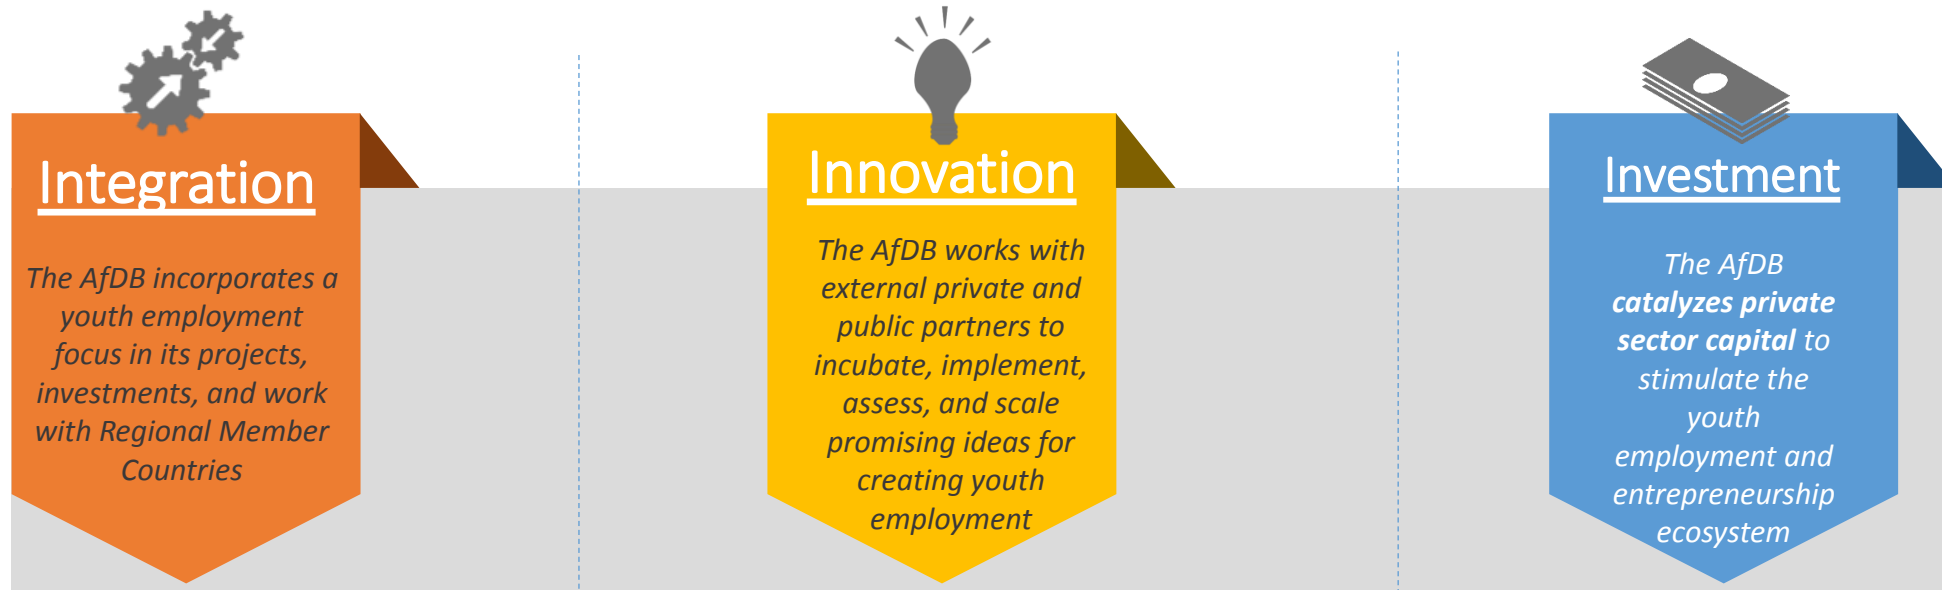 Integration
The AfDB incorporates a
youth employment
focus in its projects,
investments, and work
with Regional Member
Countries
Innovation
The AfDB works with
external private and
public partners to
incubate, implement,
assess, and scale
promising ideas for
creating youth
employment
Investment
The AfDB
catalyzes private
sector capital to
stimulate the
youth
employment and
entrepreneurship
ecosystem